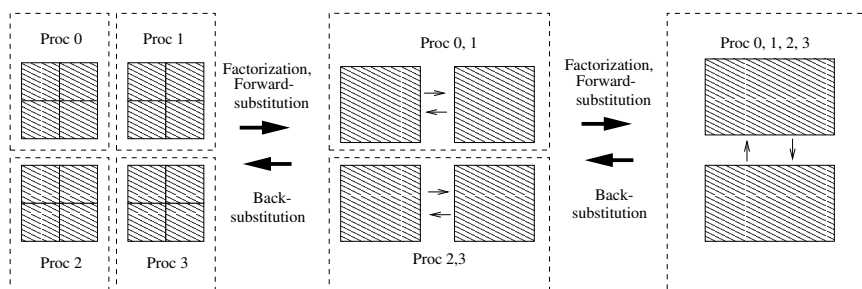 Proc 0
Proc 1
Proc 2
Proc 3
Factorization,
Forward-
substitution
Back-
substitution
Proc 0, 1
Proc 2,3
Factorization,
Forward-
substitution
Back-
substitution
Proc 0, 1, 2, 3